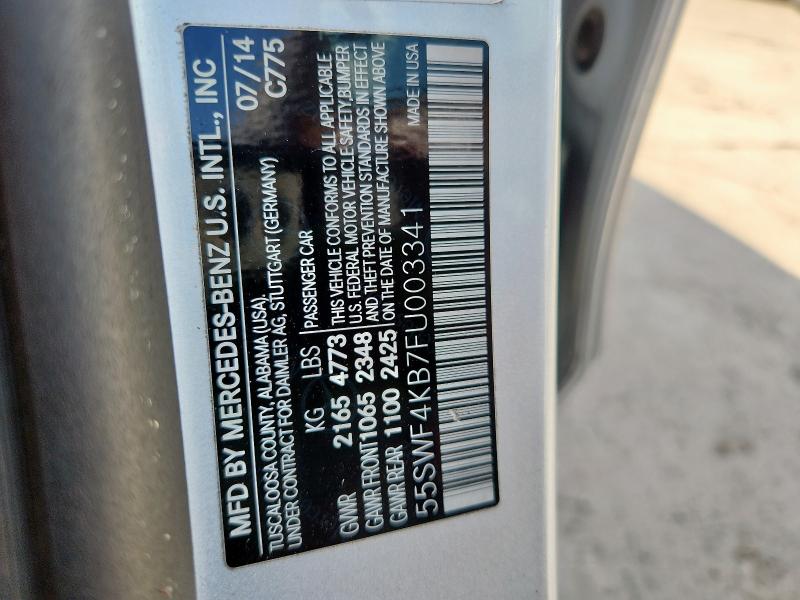 MFD BY MERCEDES-BENZ U.S. INTL., INC
TUSCALOOSA COUNTY, ALABAMA (USA), 07/14
UNDER CONTRACT FOR DAIMLER AG, STUTTGART (GERMANY) C775
KG LBS PASSENGER CAR
GVWR 2165 4773 THIS VEHICLE CONFORMS TO ALL APPLICABLE
U.S. FEDERAL MOTOR VEHICLE SAFETY, BUMPER
GAWR FRONT 1065 2348 AND THEFT PREVENTION STANDARDS IN EFFECT
GAWR REAR 1100 2425 ON THE DATE OF MANUFACTURE SHOWN ABOVE
55SWF4KB7FU003341 MADE IN USA